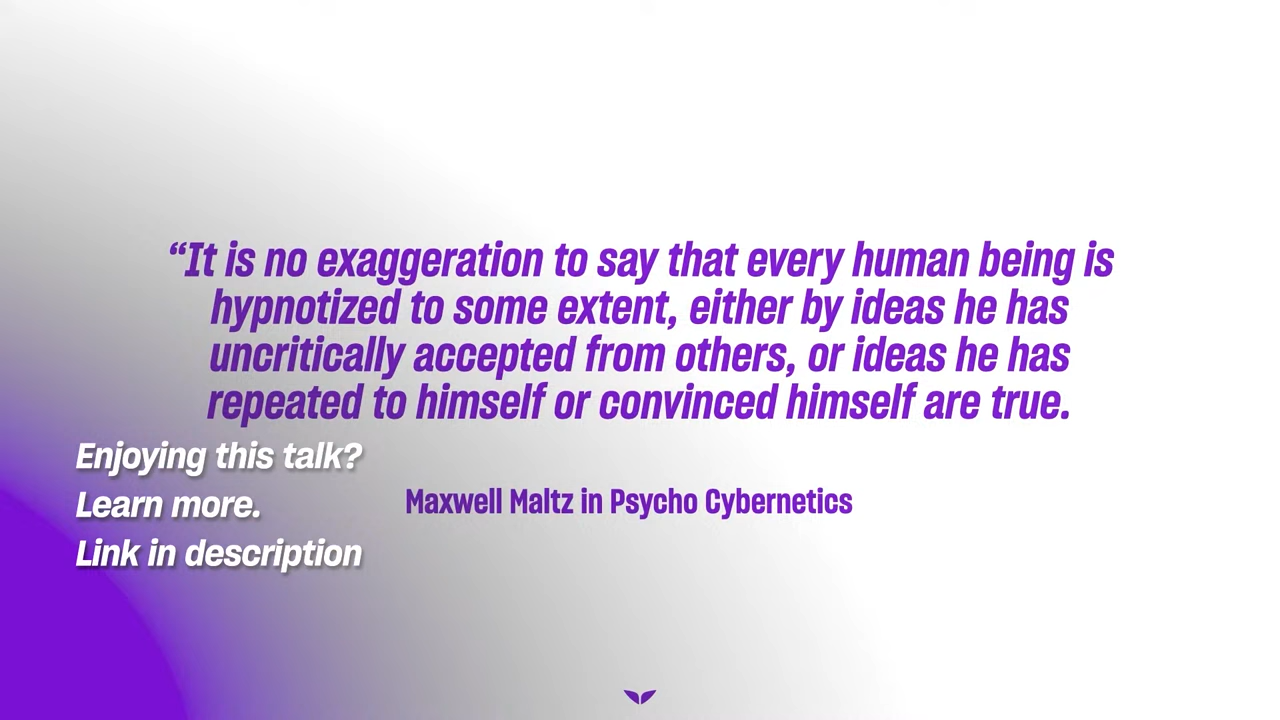 “It is no exaggeration to say that every human being is
hypnotized to some extent, either by ideas he has
uncritically accepted from others, or ideas he has
repeated to himself or convinced himself are true.
Enjoying this talk?
Learn more.
Link in description
Maxwell Maltz in Psycho Cybernetics